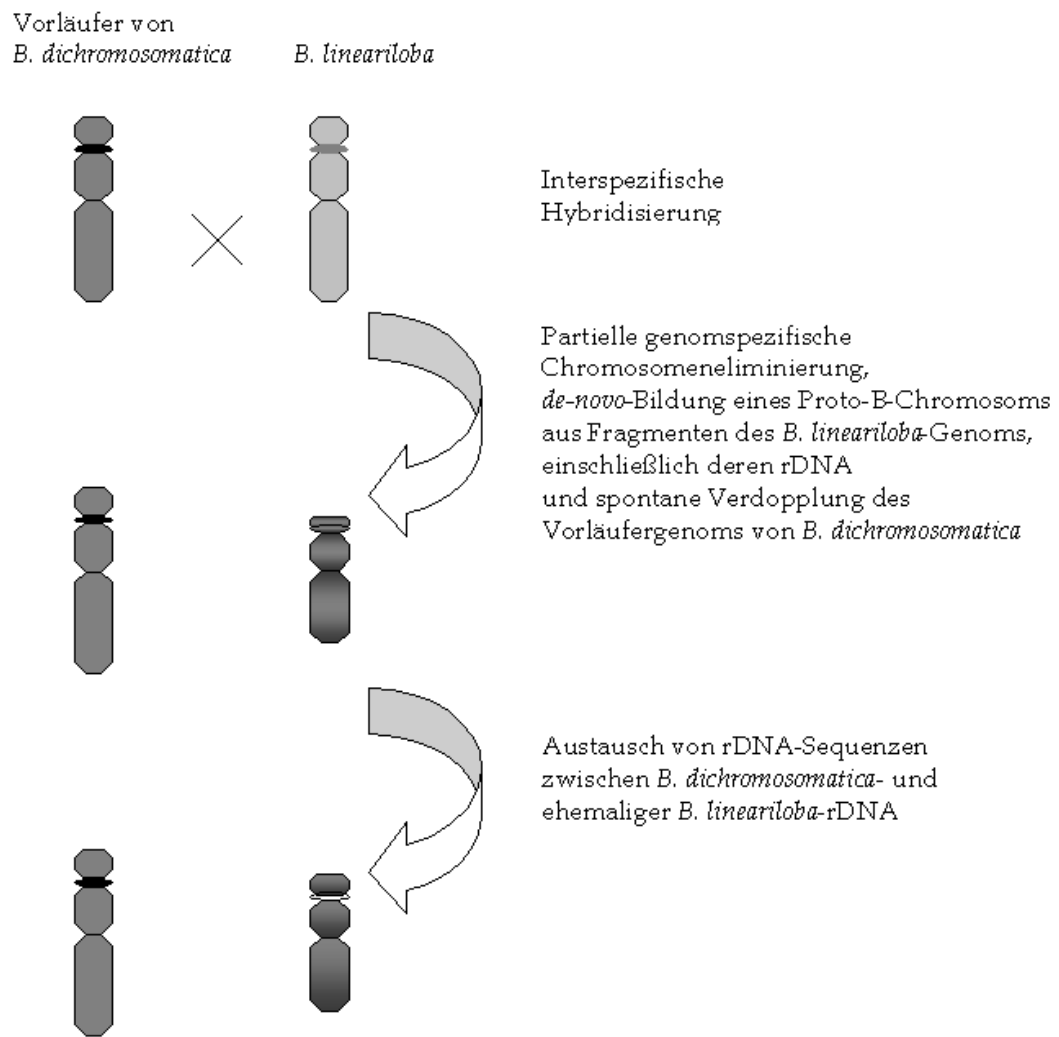 Vorläufer von
B. dichromosomatica
B. lineariloba
Interspezifische
Hybridisierung
Partielle genomspezifische
Chromosomeneliminierung,
de-novo-Bildung eines Proto-B-Chromosoms
aus Fragmenten des B. lineariloba-Genoms,
einschließlich deren rDNA
und spontane Verdopplung des
Vorläufergenoms von B. dichromosomatica
Austausch von rDNA-Sequenzen
zwischen B. dichromosomatica- und
ehemaliger B. lineariloba-rDNA